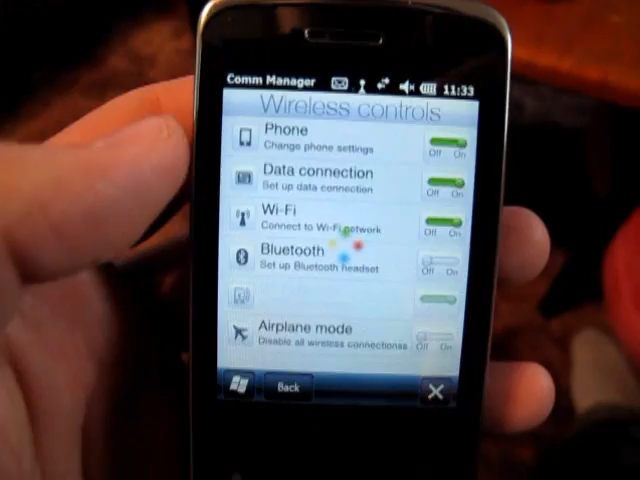 Comm Manager 11:33
Wireless controls
Phone
Change phone settings
Off On
Data connection
Set up data connection
Off On
Wi-Fi
Connect to Wi-Fi network
Off On
Bluetooth
Set up Bluetooth headset
Off On
Airplane mode
Disable all wireless connectionss
Off On
Back